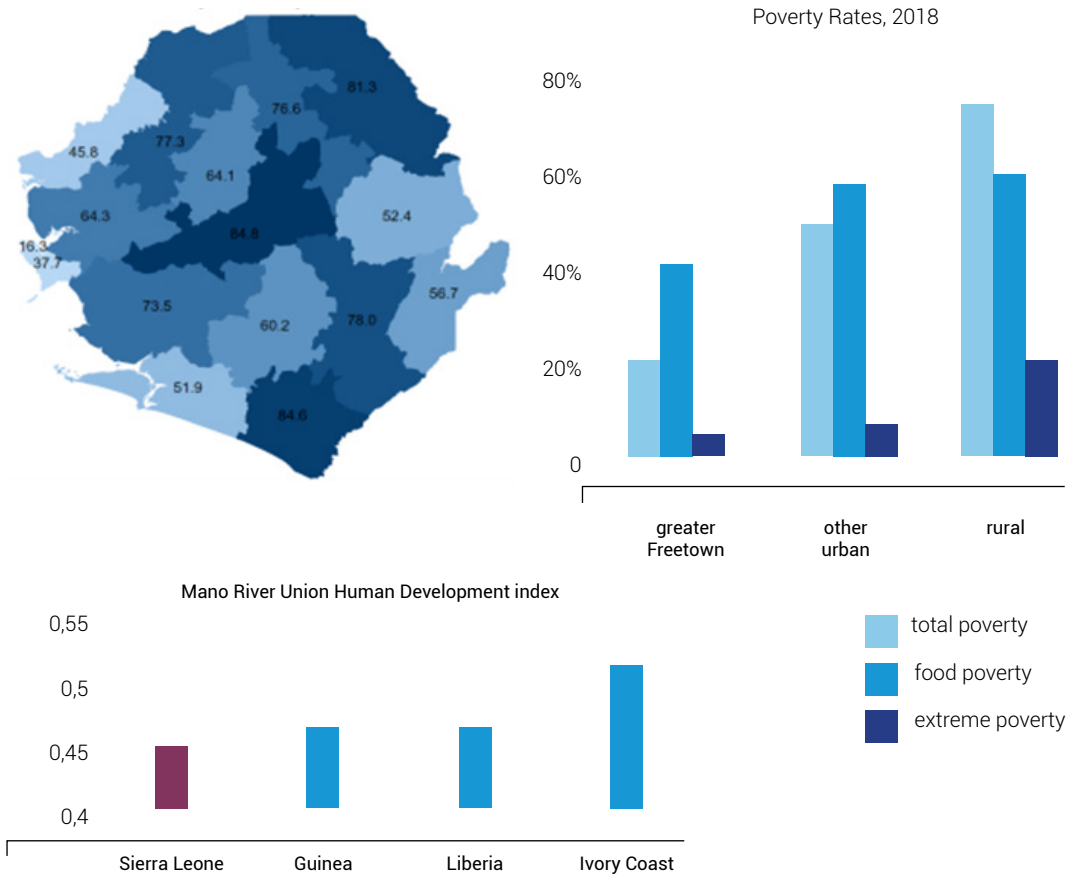 81.3
76.6
77.3
45.8
64.1
64.3
52.4
84.8
16.3
37.7
56.7
73.5
60.2
78.0
51.9
84.6
Poverty Rates, 2018
80%
60%
40%
20%
0
greater
Freetown
other
urban
rural
total poverty
food poverty
extreme poverty
Mano River Union Human Development index
0,55
0,5
0,45
0,4
Sierra Leone
Guinea
Liberia
Ivory Coast